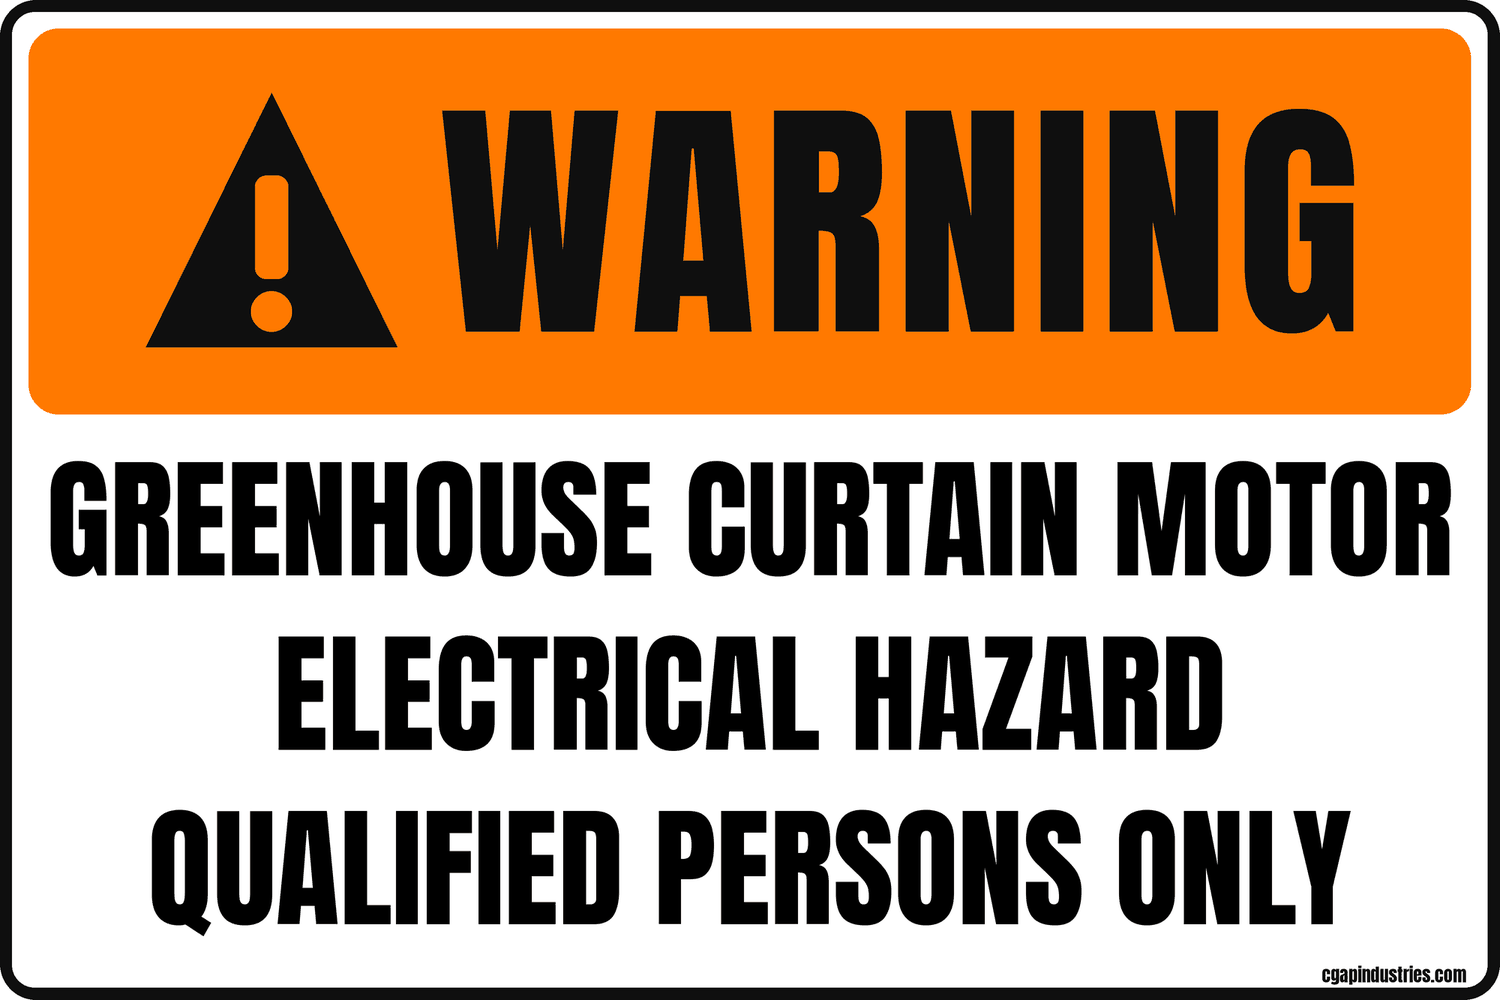 WARNING
GREENHOUSE CURTAIN MOTOR
ELECTRICAL HAZARD
QUALIFIED PERSONS ONLY
cgapindustries.com